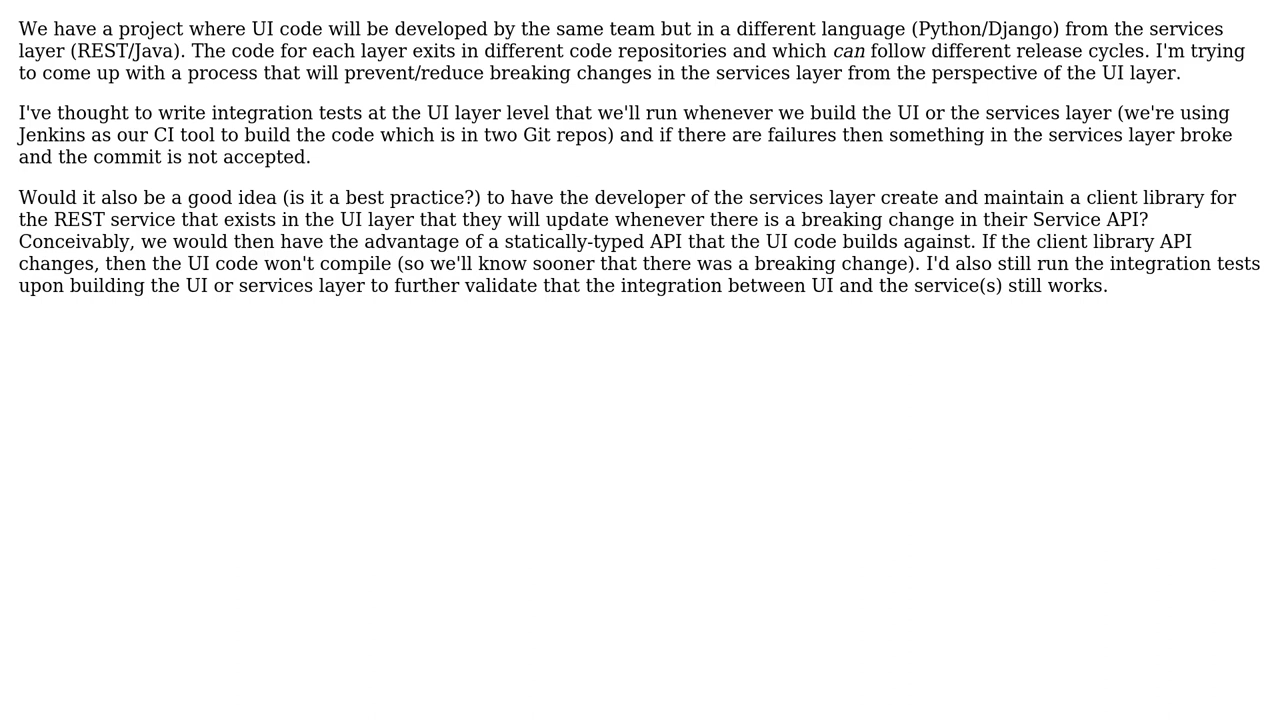 We have a project where UI code will be developed by the same team but in a different language (Python/Django) from the services
layer (REST/Java). The code for each layer exits in different code repositories and which can follow different release cycles. I'm trying
to come up with a process that will prevent/reduce breaking changes in the services layer from the perspective of the UI layer.
I've thought to write integration tests at the UI layer level that we'll run whenever we build the UI or the services layer (we're using
Jenkins as our CI tool to build the code which is in two Git repos) and if there are failures then something in the services layer broke
and the commit is not accepted.
Would it also be a good idea (is it a best practice?) to have the developer of the services layer create and maintain a client library for
the REST service that exists in the UI layer that they will update whenever there is a breaking change in their Service API?
Conceivably, we would then have the advantage of a statically-typed API that the UI code builds against. If the client library API
changes, then the UI code won't compile (so we'll know sooner that there was a breaking change). I'd also still run the integration tests
upon building the UI or services layer to further validate that the integration between UI and the service(s) still works.